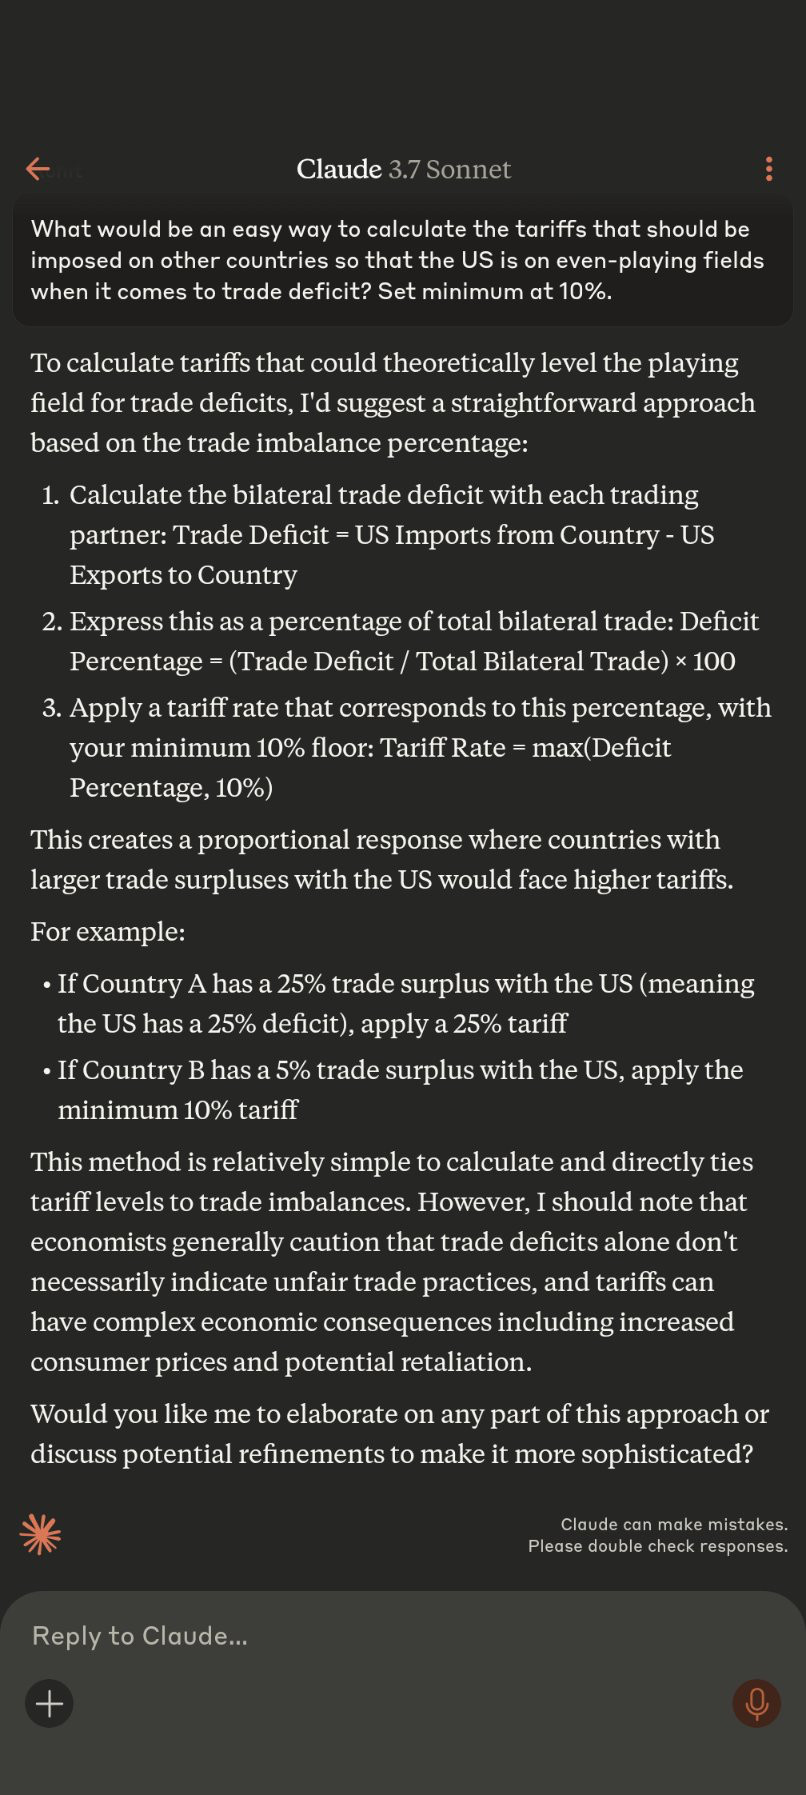 Claude 3.7 Sonnet
What would be an easy way to calculate the tariffs that should be
imposed on other countries so that the US is on even-playing fields
when it comes to trade deficit? Set minimum at 10%.
To calculate tariffs that could theoretically level the playing
field for trade deficits, I'd suggest a straightforward approach
based on the trade imbalance percentage:
1. Calculate the bilateral trade deficit with each trading
partner: Trade Deficit = US Imports from Country - US
Exports to Country
2. Express this as a percentage of total bilateral trade: Deficit
Percentage = (Trade Deficit / Total Bilateral Trade) × 100
3. Apply a tariff rate that corresponds to this percentage, with
your minimum 10% floor: Tariff Rate = max(Deficit
Percentage, 10%)
This creates a proportional response where countries with
larger trade surpluses with the US would face higher tariffs.
For example:
• If Country A has a 25% trade surplus with the US (meaning
the US has a 25% deficit), apply a 25% tariff
• If Country B has a 5% trade surplus with the US, apply the
minimum 10% tariff
This method is relatively simple to calculate and directly ties
tariff levels to trade imbalances. However, I should note that
economists generally caution that trade deficits alone don't
necessarily indicate unfair trade practices, and tariffs can
have complex economic consequences including increased
consumer prices and potential retaliation.
Would you like me to elaborate on any part of this approach or
discuss potential refinements to make it more sophisticated?
Claude can make mistakes.
Please double check responses.
Reply to Claude...